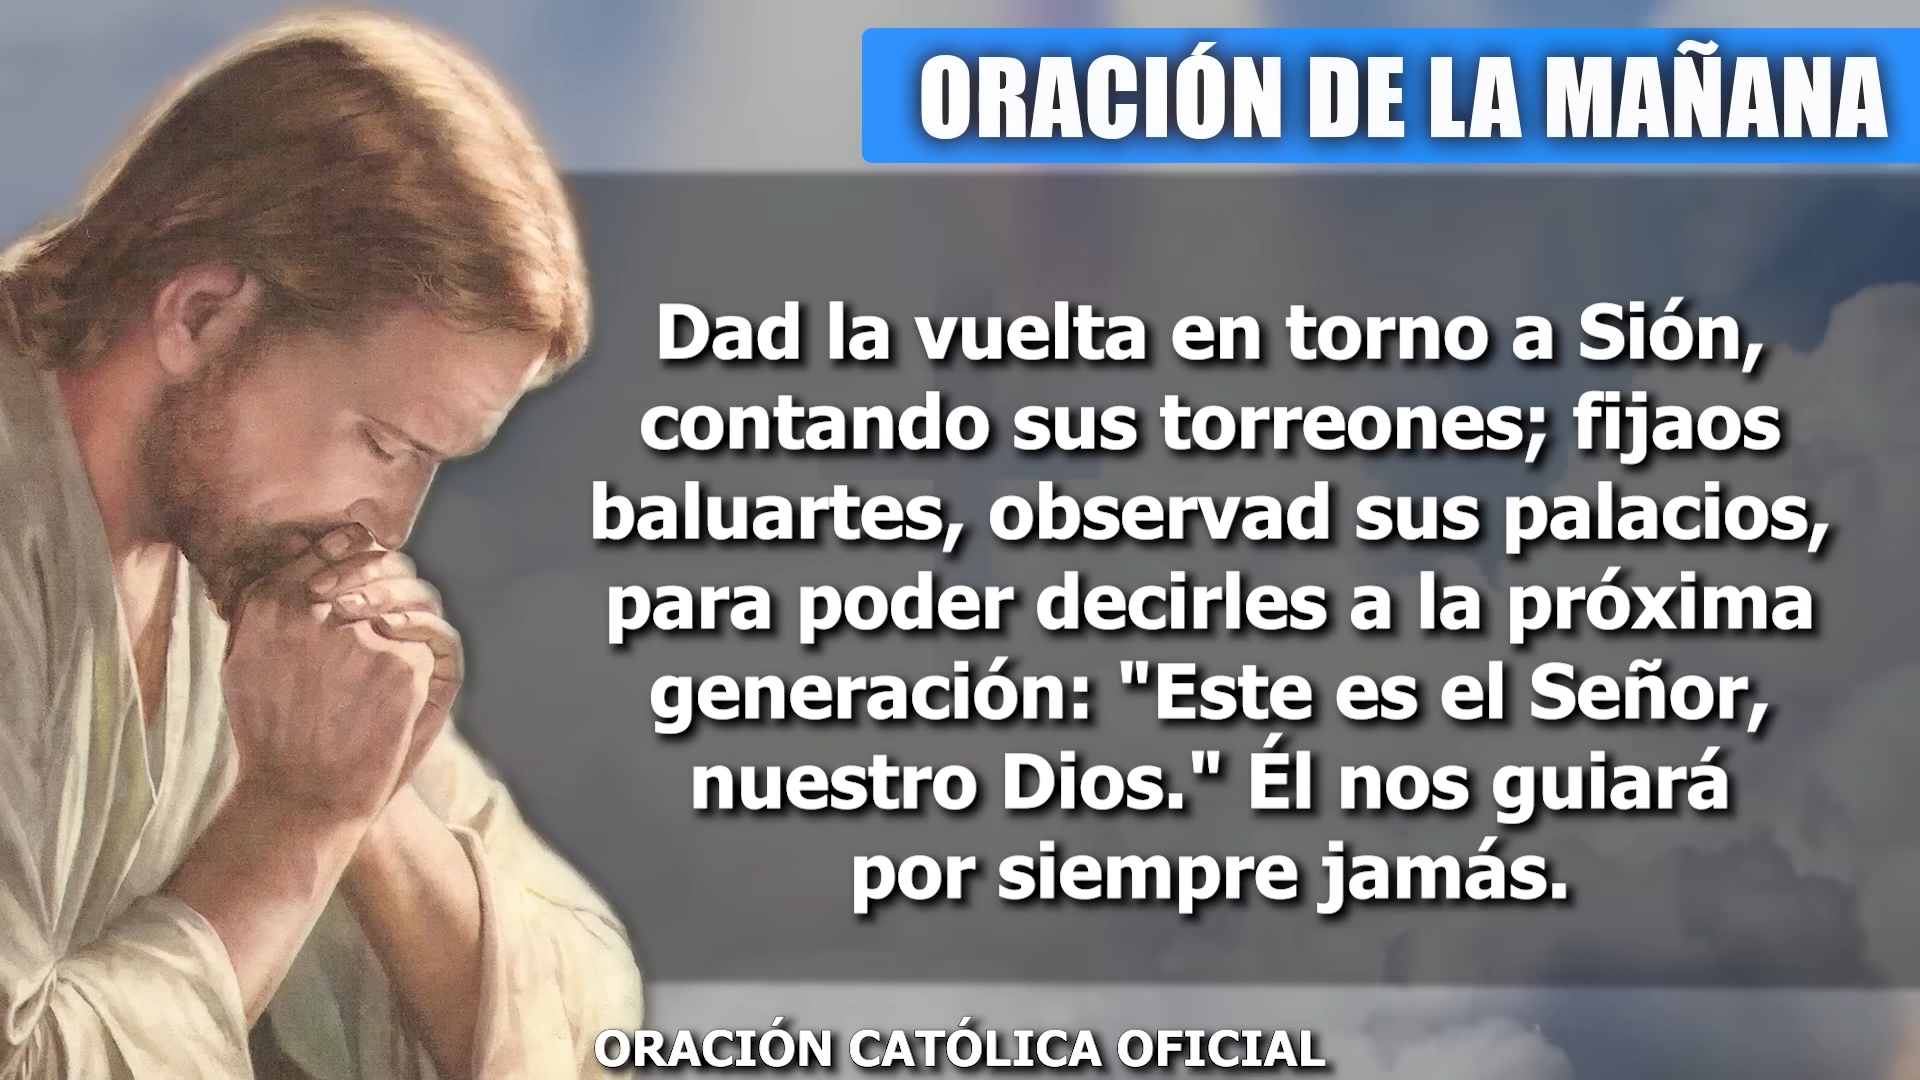 ORACIÓN DE LA MAÑANA
Dad la vuelta en torno a Sión,
contando sus torreones; fijaos
baluartes, observad sus palacios,
para poder decirles a la próxima
generación: "Este es el Señor,
nuestro Dios." Él nos guiará
por siempre jamás.
ORACIÓN CATÓLICA OFICIAL